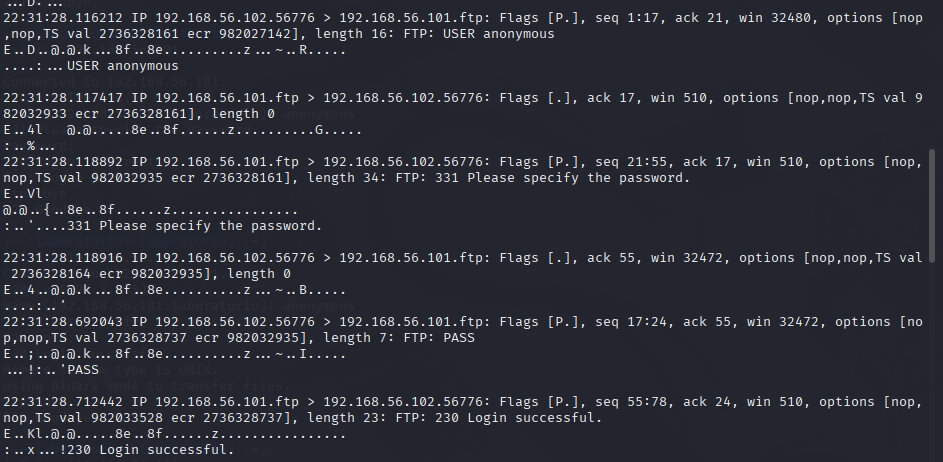 ...D:...
22:31:28.116212 IP 192.168.56.102.56776 > 192.168.56.101.ftp: Flags [P.], seq 1:17, ack 21, win 32480, options [nop
,nop,TS val 2736328161 ecr 982027142], length 16: FTP: USER anonymous
E..D..@.@.k...8f..8e..........z...~..R.....
....:...USER anonymous
22:31:28.117417 IP 192.168.56.101.ftp > 192.168.56.102.56776: Flags [.], ack 17, win 510, options [nop,nop,TS val 9
82032933 ecr 2736328161], length 0
E..4l   @.@.....8e..8f......z..........G.....
:..%...
22:31:28.118892 IP 192.168.56.101.ftp > 192.168.56.102.56776: Flags [P.], seq 21:55, ack 17, win 510, options [nop,
nop,TS val 982032935 ecr 2736328161], length 34: FTP: 331 Please specify the password.
E..Vl
@.@..{..8e..8f......z................
:..'....331 Please specify the password.
22:31:28.118916 IP 192.168.56.102.56776 > 192.168.56.101.ftp: Flags [.], ack 55, win 32472, options [nop,nop,TS val
 2736328164 ecr 982032935], length 0
E..4..@.@.k...8f..8e..........z...~..B.....
....:..'
22:31:28.692043 IP 192.168.56.102.56776 > 192.168.56.101.ftp: Flags [P.], seq 17:24, ack 55, win 32472, options [no
p,nop,TS val 2736328737 ecr 982032935], length 7: FTP: PASS
E..;..@.@.k...8f..8e..........z...~..I.....
...!:..'PASS
22:31:28.712442 IP 192.168.56.101.ftp > 192.168.56.102.56776: Flags [P.], seq 55:78, ack 24, win 510, options [nop,
nop,TS val 982033528 ecr 2736328737], length 23: FTP: 230 Login successful.
E..Kl.@.@.....8e..8f......z................
:..x...!230 Login successful.